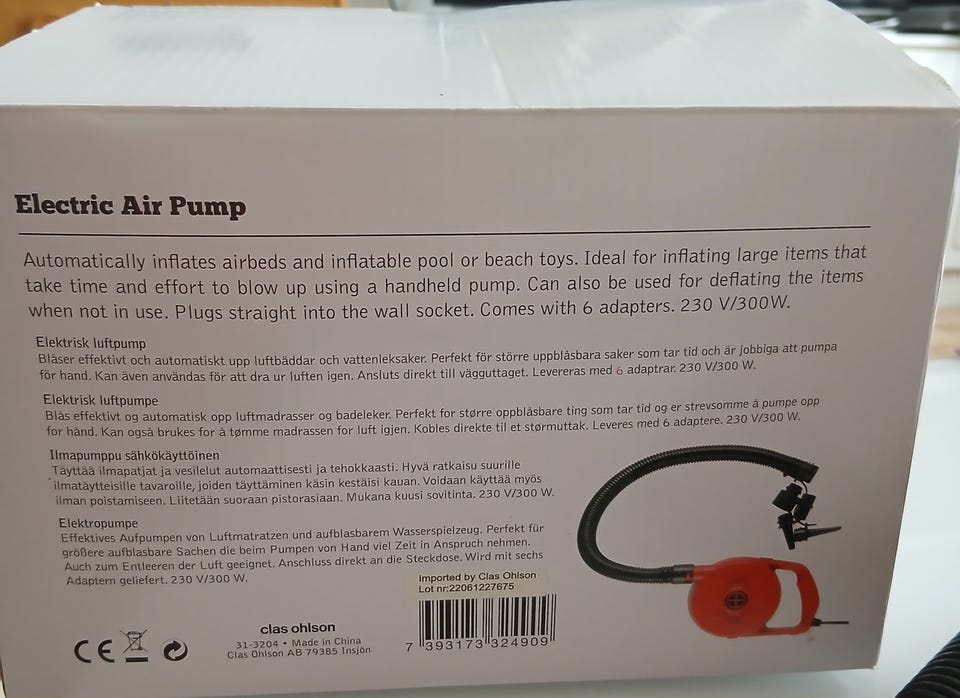 Electric Air Pump
Automatically inflates airbeds and inflatable pool or beach toys. Ideal for inflating large items that
take time and effort to blow up using a handheld pump. Can also be used for deflating the items
when not in use. Plugs straight into the wall socket. Comes with 6 adapters. 230 V/300W.
Elektrisk luftpump
Blåser effektivt och automatiskt upp luftbäddar och vattenleksaker. Perfekt för större uppblåsbara saker som tar tid och är jobbiga att pumpa
för hand. Kan även användas för att dra ur luften igen. Ansluts direkt till vägguttaget. Levereras med 6 adaptrar. 230 V/300 W.
Elektrisk luftpumpe
Blås effektivt og automatisk opp luftmadrasser og badeleker. Perfekt for større oppblåsbare ting som tar tid og er strevsomme å pumpe opp
for hånd. Kan også brukes for å tømme madrassen for luft igjen. Kobles direkte til et størmuttak. Leveres med 6 adaptere. 230 V/300 W.
Ilmapumppu sähkökäyttöinen
Täyttää ilmapatjat ja vesilelut automaattisesti ja tehokkaasti. Hyvä ratkaisu suurille
ilmatäytteisille tavaroille, joiden täyttäminen käsin kestäisi kauan. Voidaan käyttää myös
ilman poistamiseen. Liitetään suoraan pistorasiaan. Mukana kuusi sovitinta. 230 V/300 W.
Elektropumpe
Effektives Aufpumpen von Luftmatratzen und aufblasbarem Wasserspielzeug. Perfekt für
größere aufblasbare Sachen die beim Pumpen von Hand viel Zeit in Anspruch nehmen.
Auch zum Entleeren der Luft geeignet. Anschluss direkt an die Steckdose. Wird mit sechs
Adaptern geliefert. 230 V/300 W.
Imported by Clas Ohlson
Lot nr:22061227675
CE
clas ohlson
31-3204 • Made in China
Clas Ohlson AB 79385 Insjön
7 393173 324909